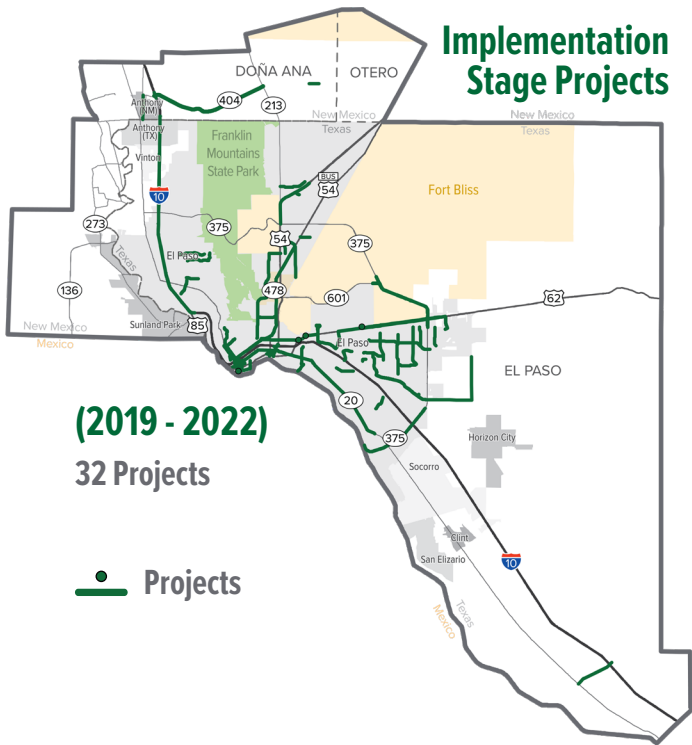 Implementation
Stage Projects
DOÑA ANA
OTERO
404
213
Anthony
(NM)
New Mexico
Texas
New Mexico
Texas
Anthony
(TX)
Franklin
Mountains
State Park
Vinton
BUS
54
Fort Bliss
10
273
375
54
375
Texas
El Paso
136
478
601
62
New Mexico
Mexico
Sunland Park
85
El Paso
EL PASO
20
(2019 - 2022)
375
Horizon City
32 Projects
Socorro
Clint
San Elizario
10
Projects
Texas
Mexico